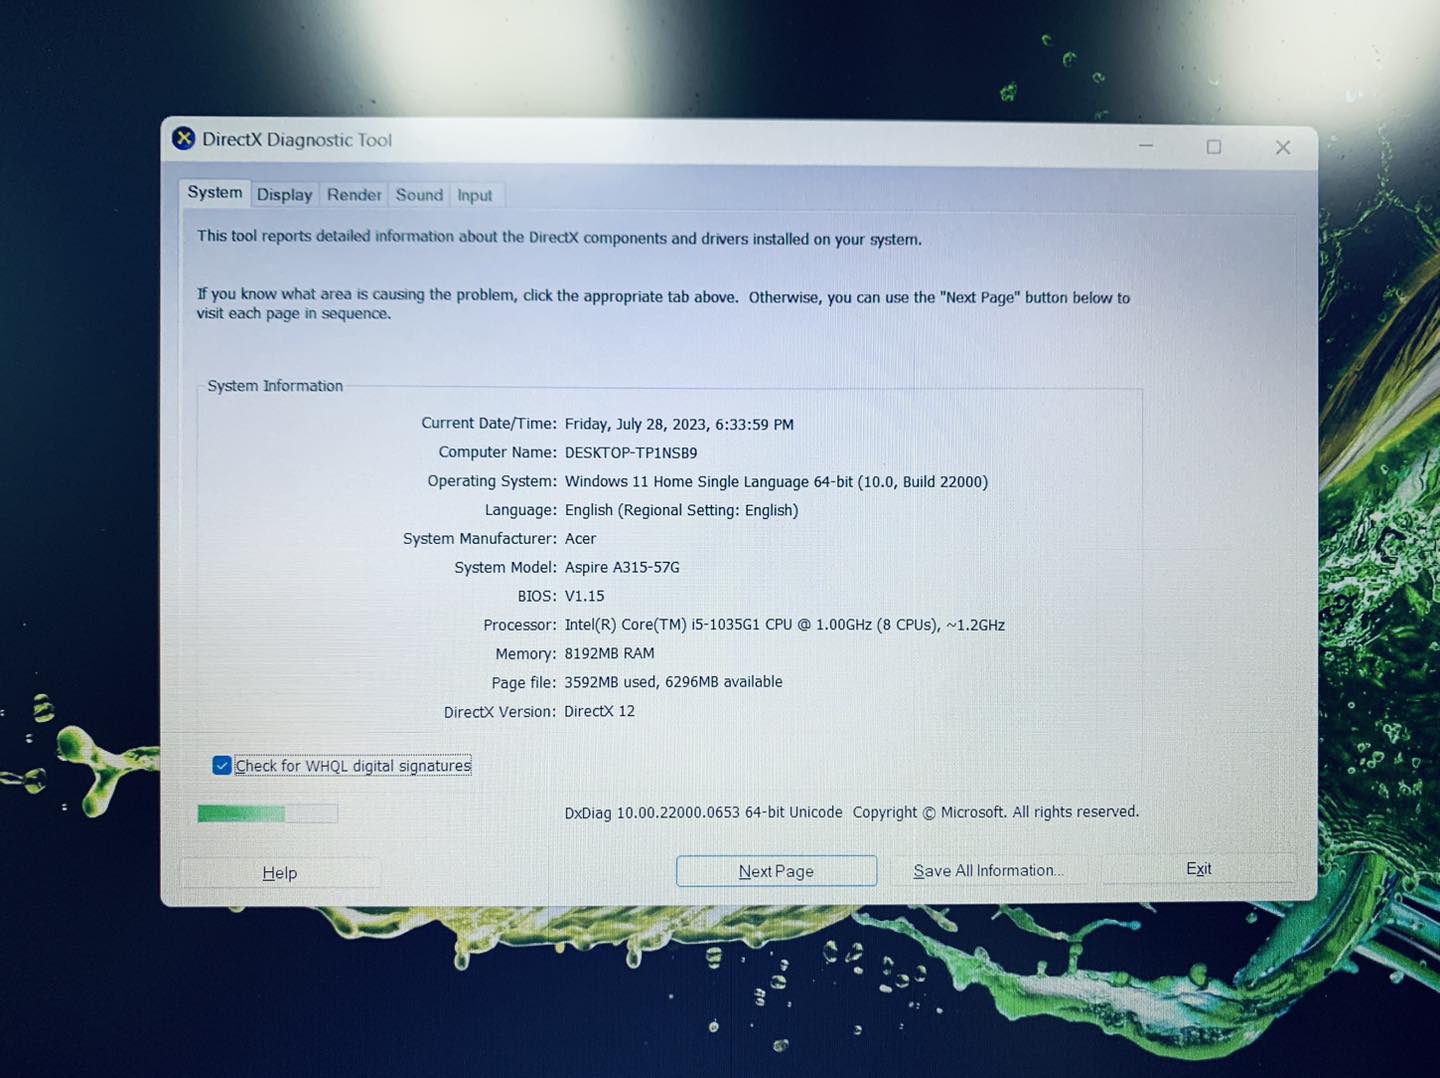 DirectX Diagnostic Tool
System Display Render Sound Input
This tool reports detailed information about the DirectX components and drivers installed on your system.
If you know what area is causing the problem, click the appropriate tab above. Otherwise, you can use the "Next Page" button below to
visit each page in sequence.
System Information
Current Date/Time: Friday, July 28, 2023, 6:33:59 PM
Computer Name: DESKTOP-TP1NSB9
Operating System: Windows 11 Home Single Language 64-bit (10.0, Build 22000)
Language: English (Regional Setting: English)
System Manufacturer: Acer
System Model: Aspire A315-57G
BIOS: V1.15
Processor: Intel(R) Core(TM) i5-1035G1 CPU @ 1.00GHz (8 CPUs), ~1.2GHz
Memory: 8192MB RAM
Page file: 3592MB used, 6296MB available
DirectX Version: DirectX 12
Check for WHQL digital signatures
DxDiag 10.00.22000.0653 64-bit Unicode Copyright © Microsoft. All rights reserved.
Help Next Page Save All Information... Exit